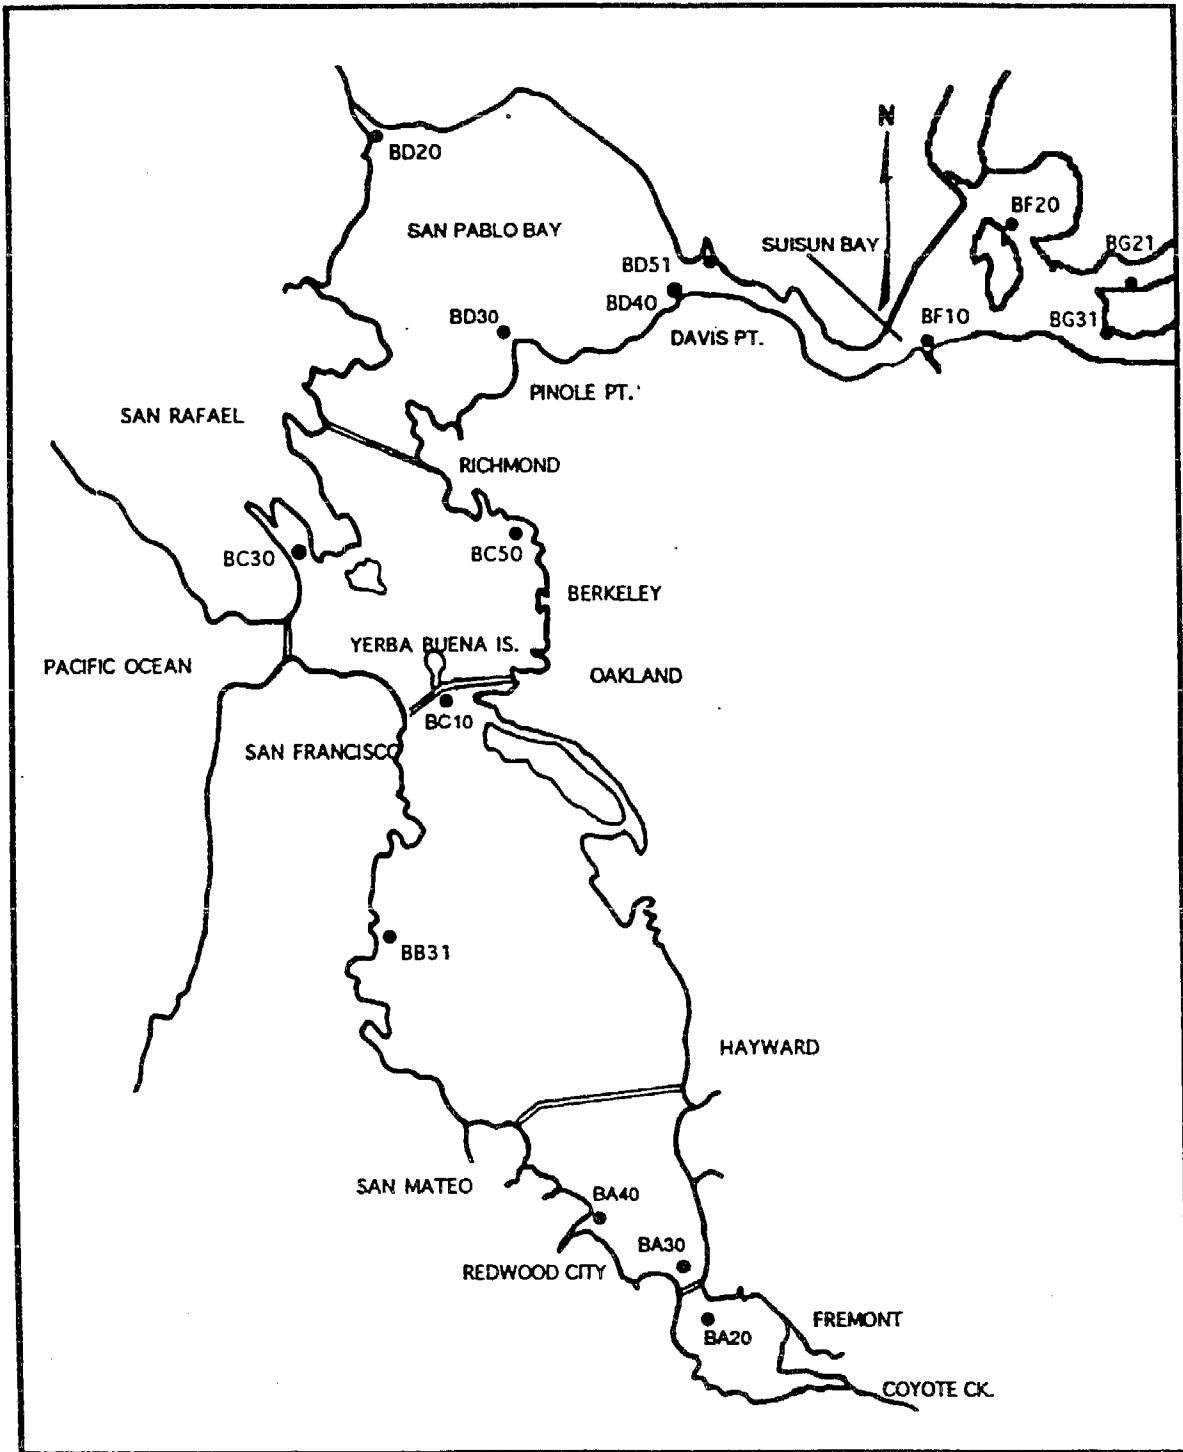 N
BD20
BF20
SAN PABLO BAY
SUISUN BAY
BG21
BD51
BD40
BD30
BF10
BG31
DAVIS PT.
PINOLE PT.
SAN RAFAEL
RICHMOND
BC30
BC50
BERKELEY
YERBA BUENA IS.
PACIFIC OCEAN
OAKLAND
BC10
SAN FRANCISCO
BB31
HAYWARD
SAN MATEO
BA40
BA30
REDWOOD CITY
FREMONT
BA20
COYOTE CK.